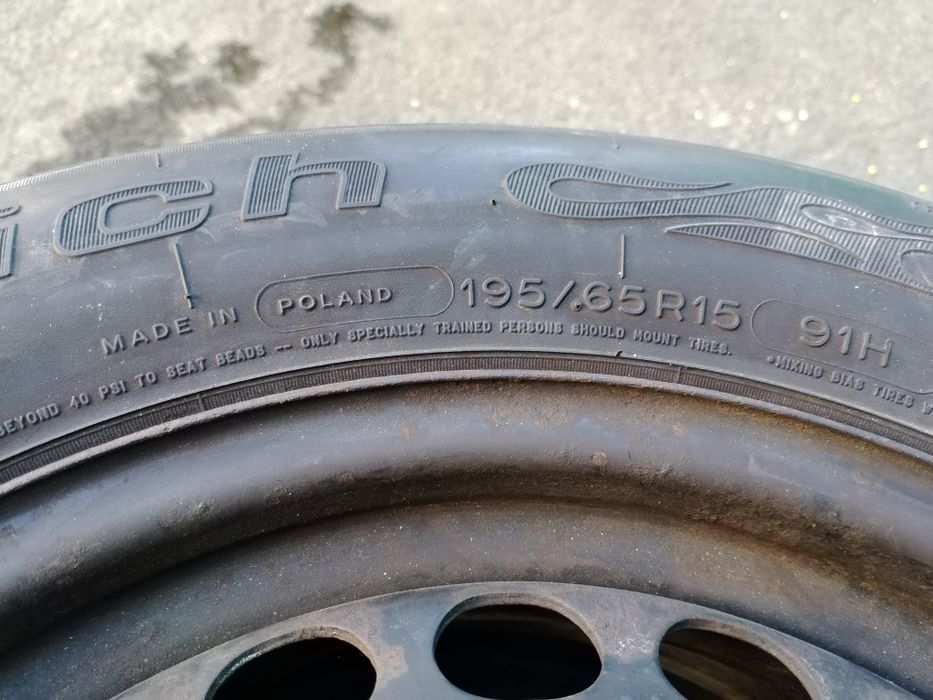 ich
MADE IN POLAND 195/65R15 91H
BEYOND 40 PSI TO SEAT BEADS — ONLY SPECIALLY TRAINED PERSONS SHOULD MOUNT TIRES. •MIXING BIAS TIRES W